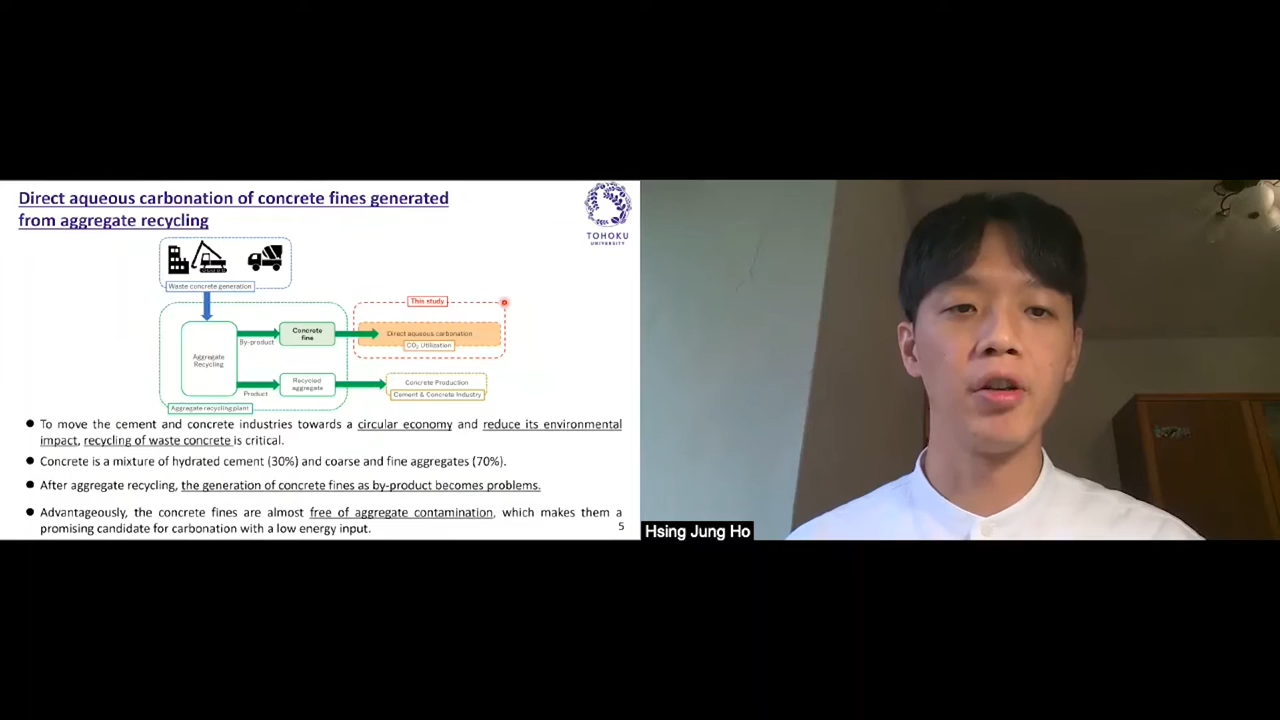 Direct aqueous carbonation of concrete fines generated
from aggregate recycling
TOHOKU
UNIVERSITY
Waste concrete generation
This study
Concrete
fine
Direct aqueous carbonation
By-product
CO₂ Utilization
Aggregate
Recycling
Recycled
aggregate
Concrete Production
Product
Cement & Concrete Industry
Aggregate recycling plant
● To move the cement and concrete industries towards a circular economy and reduce its environmental
impact, recycling of waste concrete is critical.
● Concrete is a mixture of hydrated cement (30%) and coarse and fine aggregates (70%).
● After aggregate recycling, the generation of concrete fines as by-product becomes problems.
● Advantageously, the concrete fines are almost free of aggregate contamination, which makes them a
promising candidate for carbonation with a low energy input.
5
Hsing Jung Ho